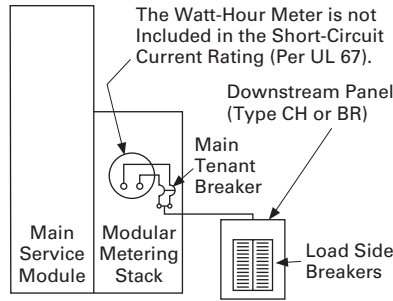 The Watt-Hour Meter is not
Included in the Short-Circuit
Current Rating (Per UL 67).
Downstream Panel
(Type CH or BR)
Main
Tenant
Breaker
Main
Service
Module
Modular
Metering
Stack
Load Side
Breakers